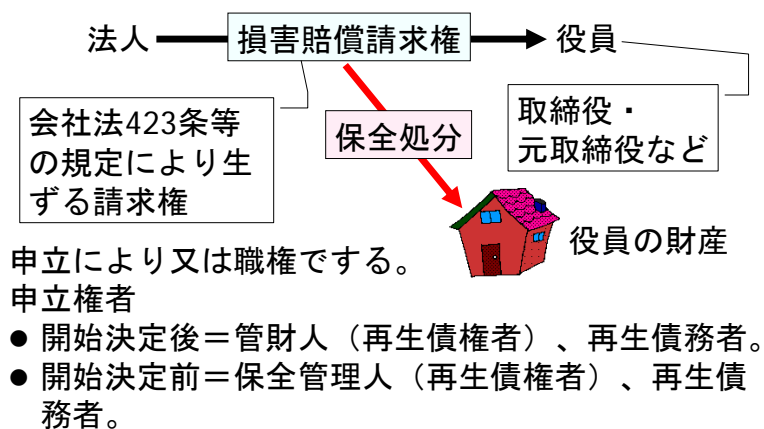 法人
損害賠償請求権
役員
会社法423条等
の規定により生
ずる請求権
保全処分
取締役・
元取締役など
役員の財産
申立により又は職権でする。
申立権者
● 開始決定後＝管財人（再生債権者）、再生債務者。
● 開始決定前＝保全管理人（再生債権者）、再生債
務者。